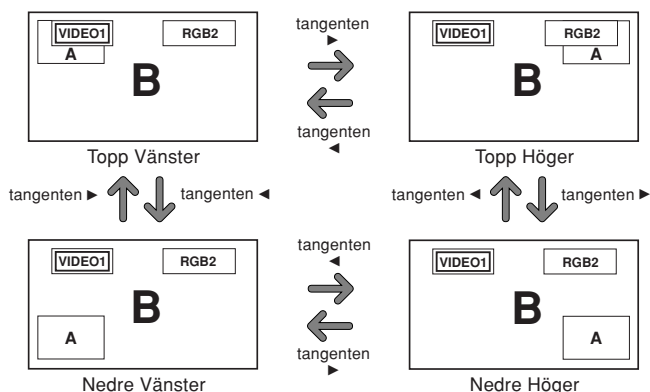 VIDEO1
RGB2
A
B
Topp Vänster
tangenten
►
tangenten
◄
VIDEO1
RGB2
A
B
Topp Höger
tangenten ►
tangenten ◄
tangenten ◄
tangenten ►
VIDEO1
RGB2
B
A
Nedre Vänster
tangenten
◄
tangenten
►
VIDEO1
RGB2
B
A
Nedre Höger